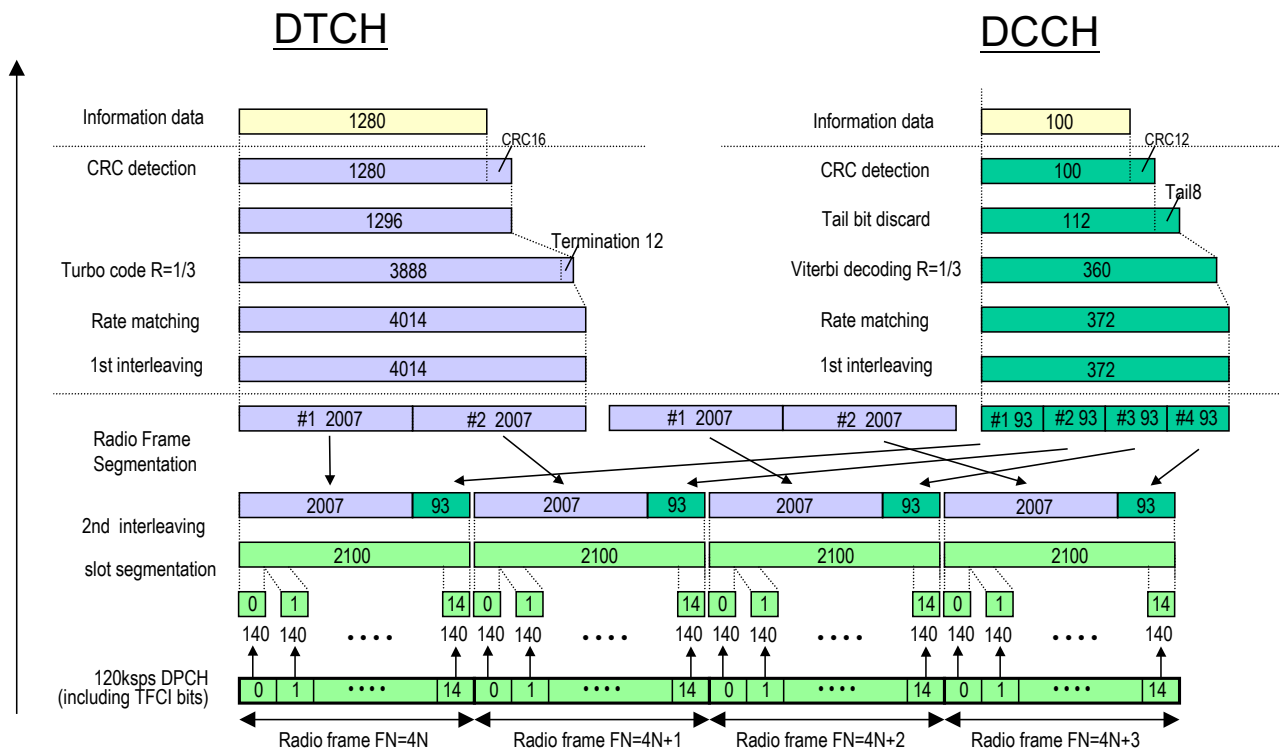 DTCH DCCH
Information data 1280 Information data 100
CRC16 CRC12
CRC detection 1280 CRC detection 100
Tail8
1296 Tail bit discard 112
Termination 12
Turbo code R=1/3 3888 Viterbi decoding R=1/3 360
Rate matching 4014 Rate matching 372
1st interleaving 4014 1st interleaving 372
#1 2007 #2 2007 #1 2007 #2 2007 #1 93 #2 93 #3 93 #4 93
Radio Frame
Segmentation
2007 93 2007 93 2007 93 2007 93
2nd interleaving
2100 2100 2100 2100
slot segmentation
0 1 14 0 1 14 0 1 14 0 1 14
140 140 • • • • 140 140 140 • • • • 140 140 140 • • • • 140 140 140 • • • • 140
120ksps DPCH
(including TFCI bits)
0 1 • • • • 14 0 1 • • • • 14 0 1 • • • • 14 0 1 • • • • 14
Radio frame FN=4N Radio frame FN=4N+1 Radio frame FN=4N+2 Radio frame FN=4N+3